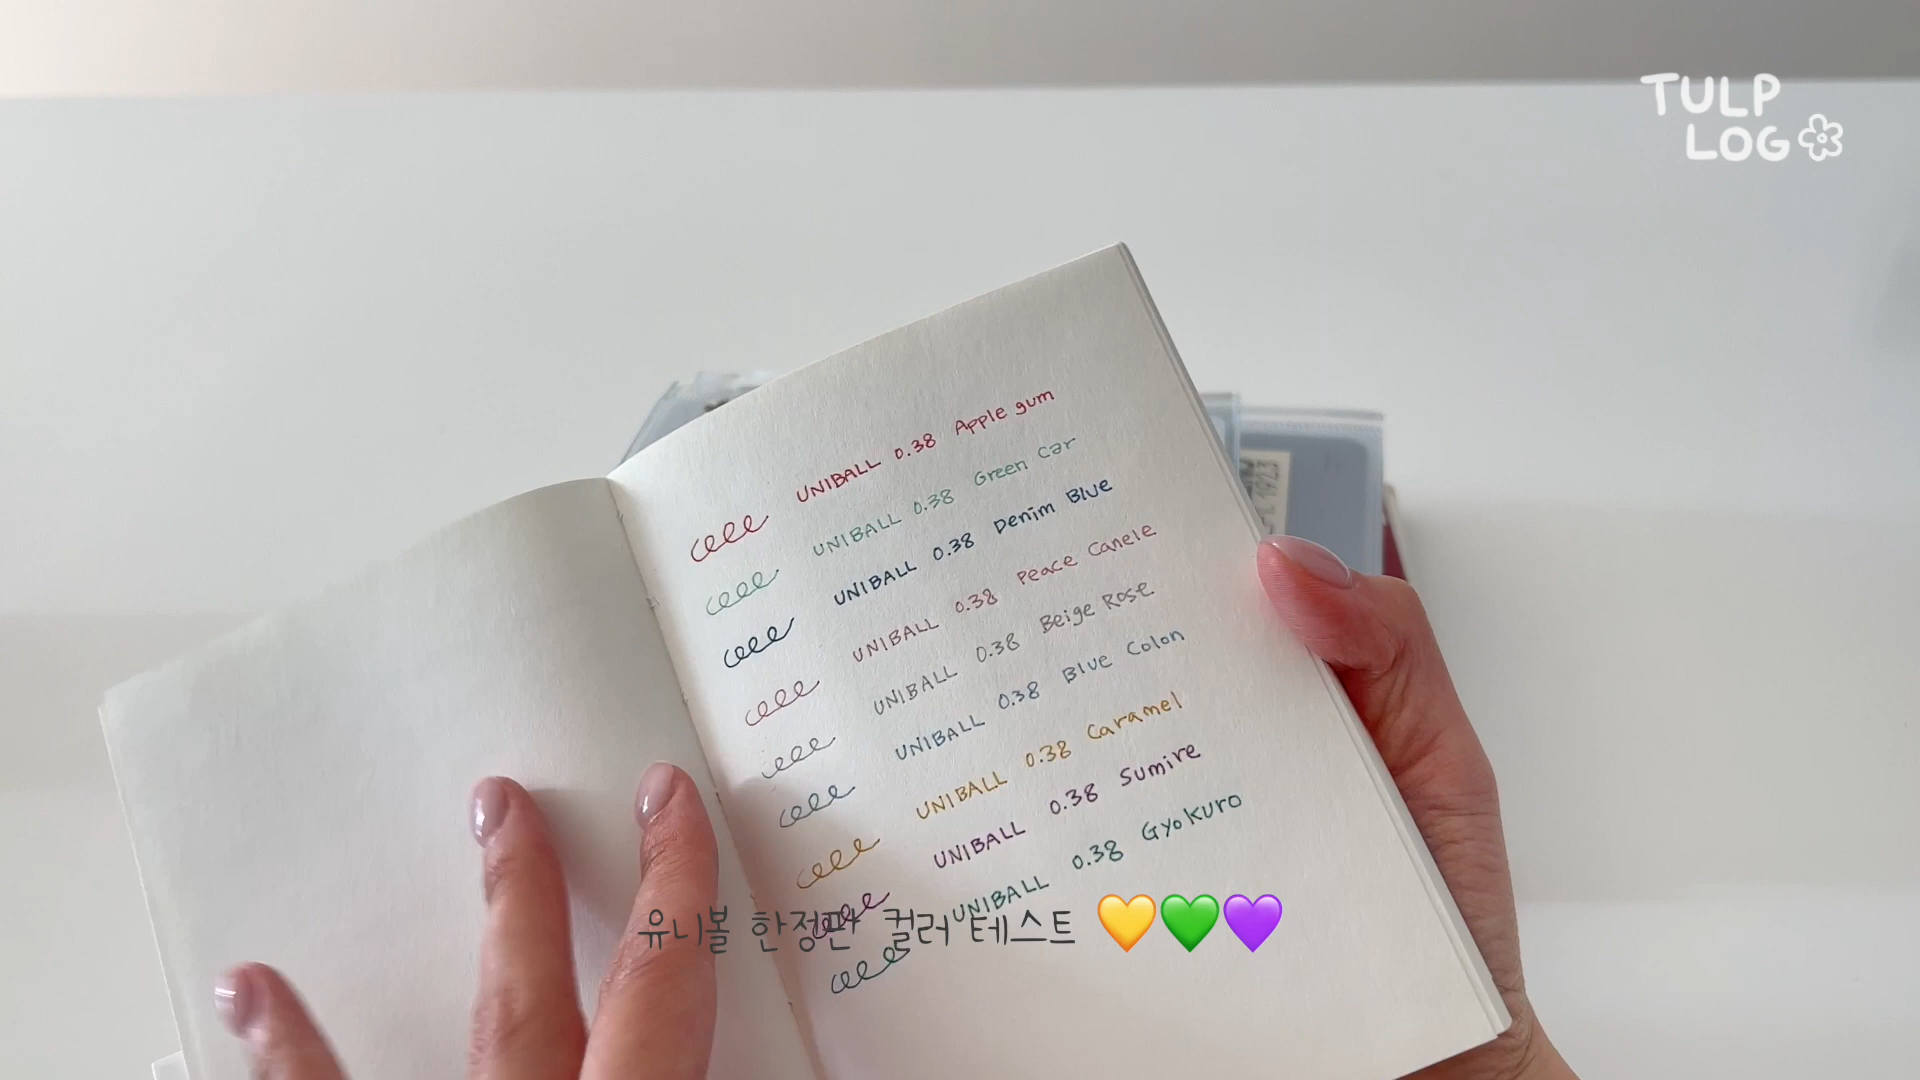 TULP
LOG
UNIBALL 0.38 Apple gum
UNIBALL 0.38 Green Car
UNIBALL 0.38 Denim Blue
UNIBALL 0.38 Peace Canele
UNIBALL 0.38 Beige Rose
UNIBALL 0.38 Blue Colon
UNIBALL 0.38 Caramel
UNIBALL 0.38 Sumire
UNIBALL 0.38 Gyokuro
유니볼 한정판 컬러 테스트 💛💚💜